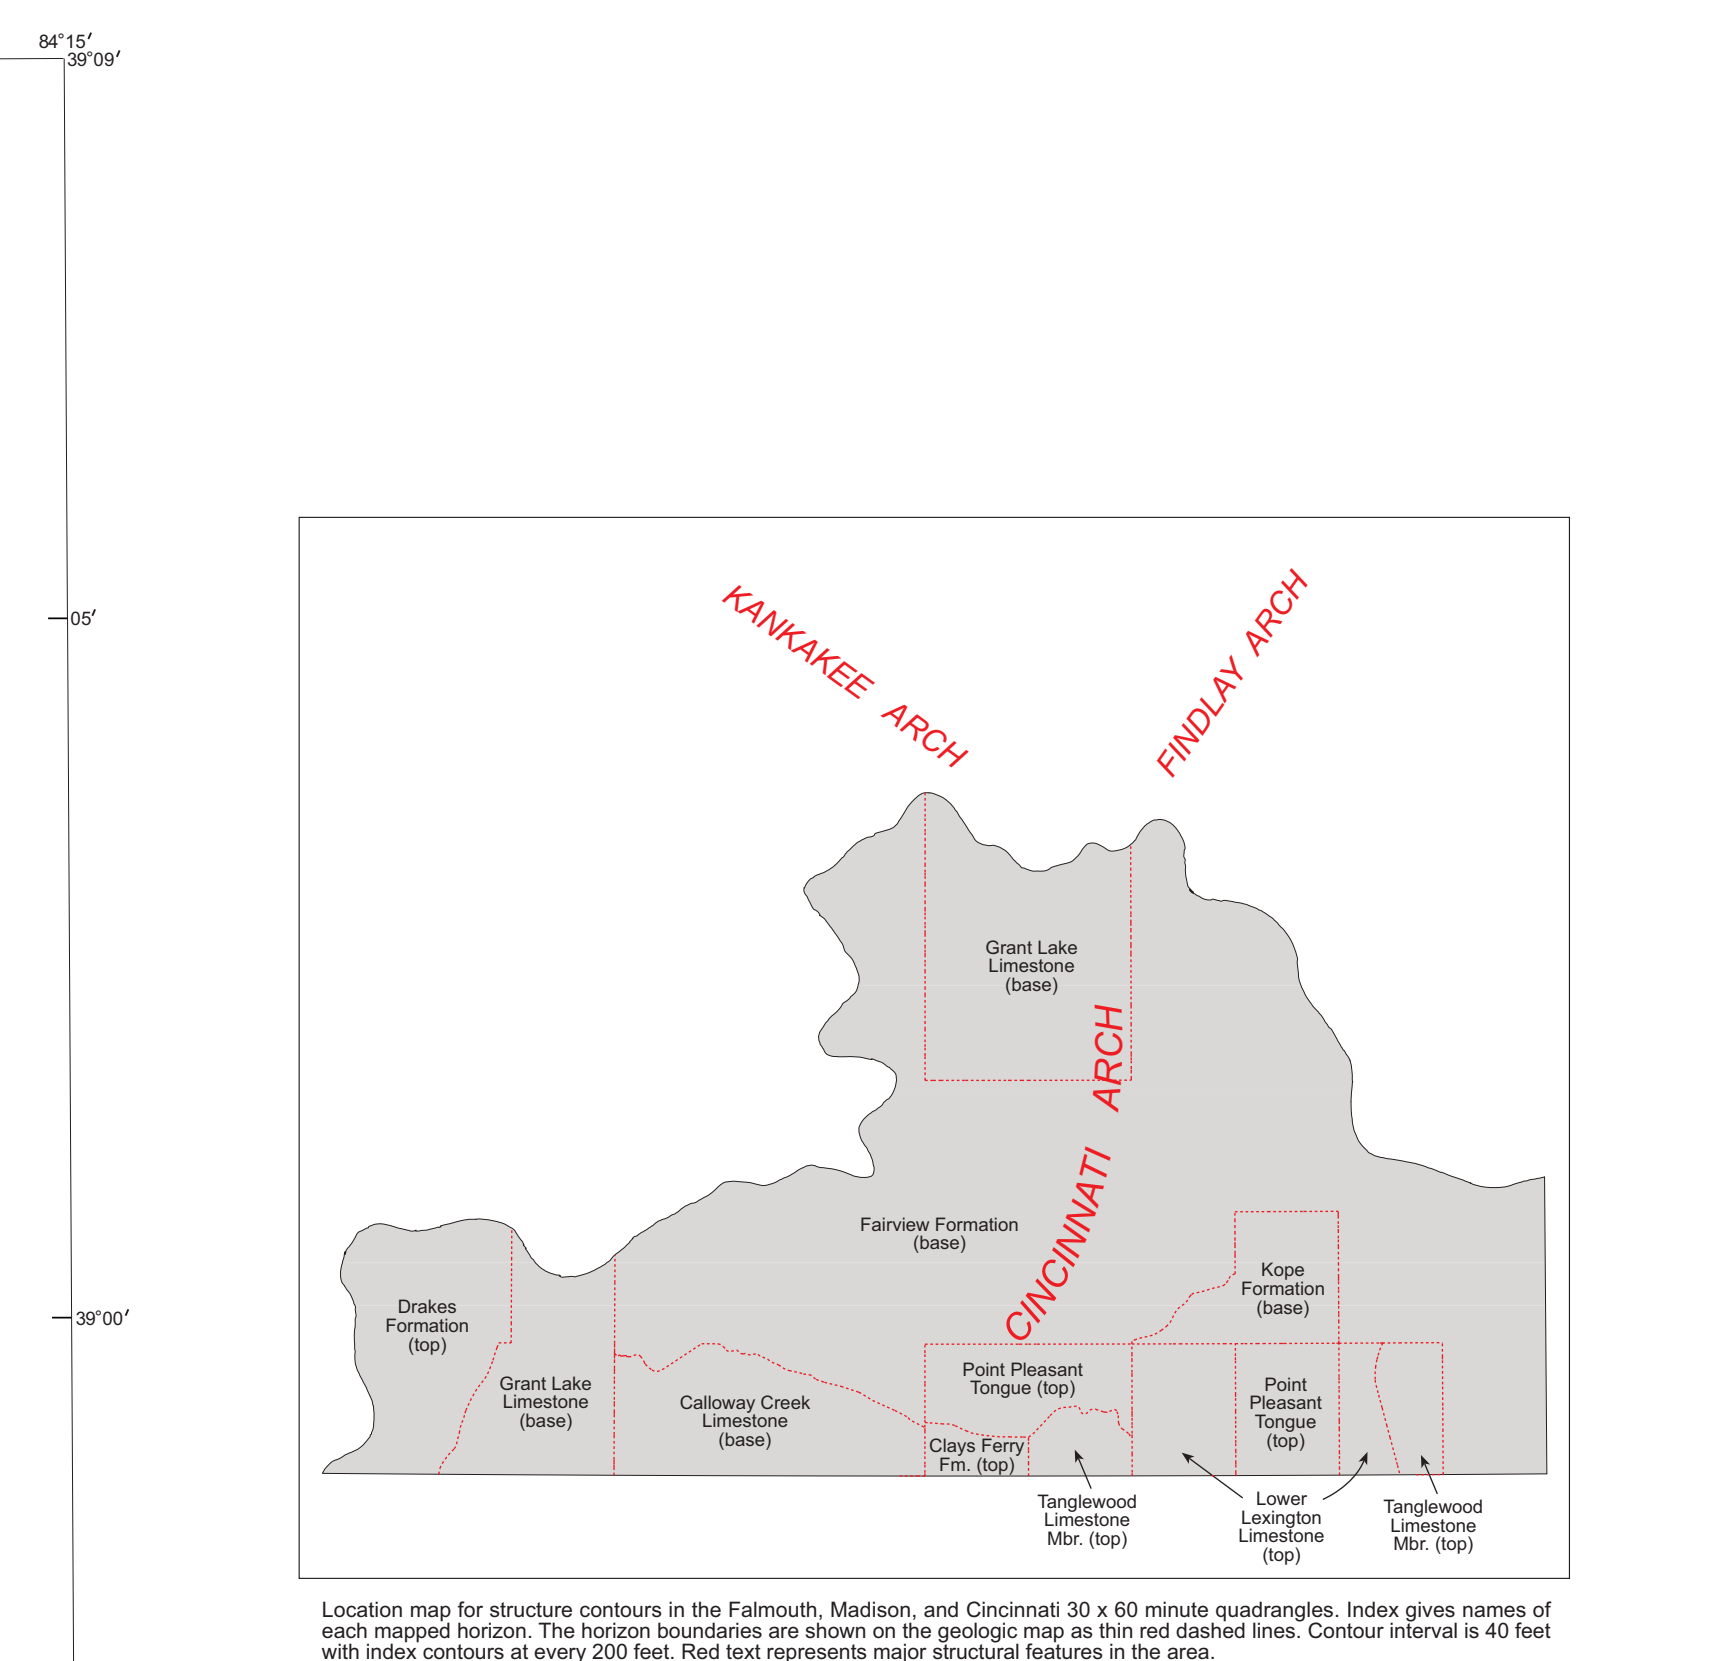 84°15′
39°09′
05′
39°00′
KANKAKEE ARCH
FINDLAY ARCH
CINCINNATI ARCH
Grant Lake
Limestone
(base)
Fairview Formation
(base)
Kope
Formation
(base)
Drakes
Formation
(top)
Grant Lake
Limestone
(base)
Calloway Creek
Limestone
(base)
Point Pleasant
Tongue (top)
Clays Ferry
Fm. (top)
Point
Pleasant
Tongue
(top)
Tanglewood
Limestone
Mbr. (top)
Lower
Lexington
Limestone
(top)
Tanglewood
Limestone
Mbr. (top)
Location map for structure contours in the Falmouth, Madison, and Cincinnati 30 x 60 minute quadrangles. Index gives names of
each mapped horizon. The horizon boundaries are shown on the geologic map as thin red dashed lines. Contour interval is 40 feet
with index contours at every 200 feet. Red text represents major structural features in the area.